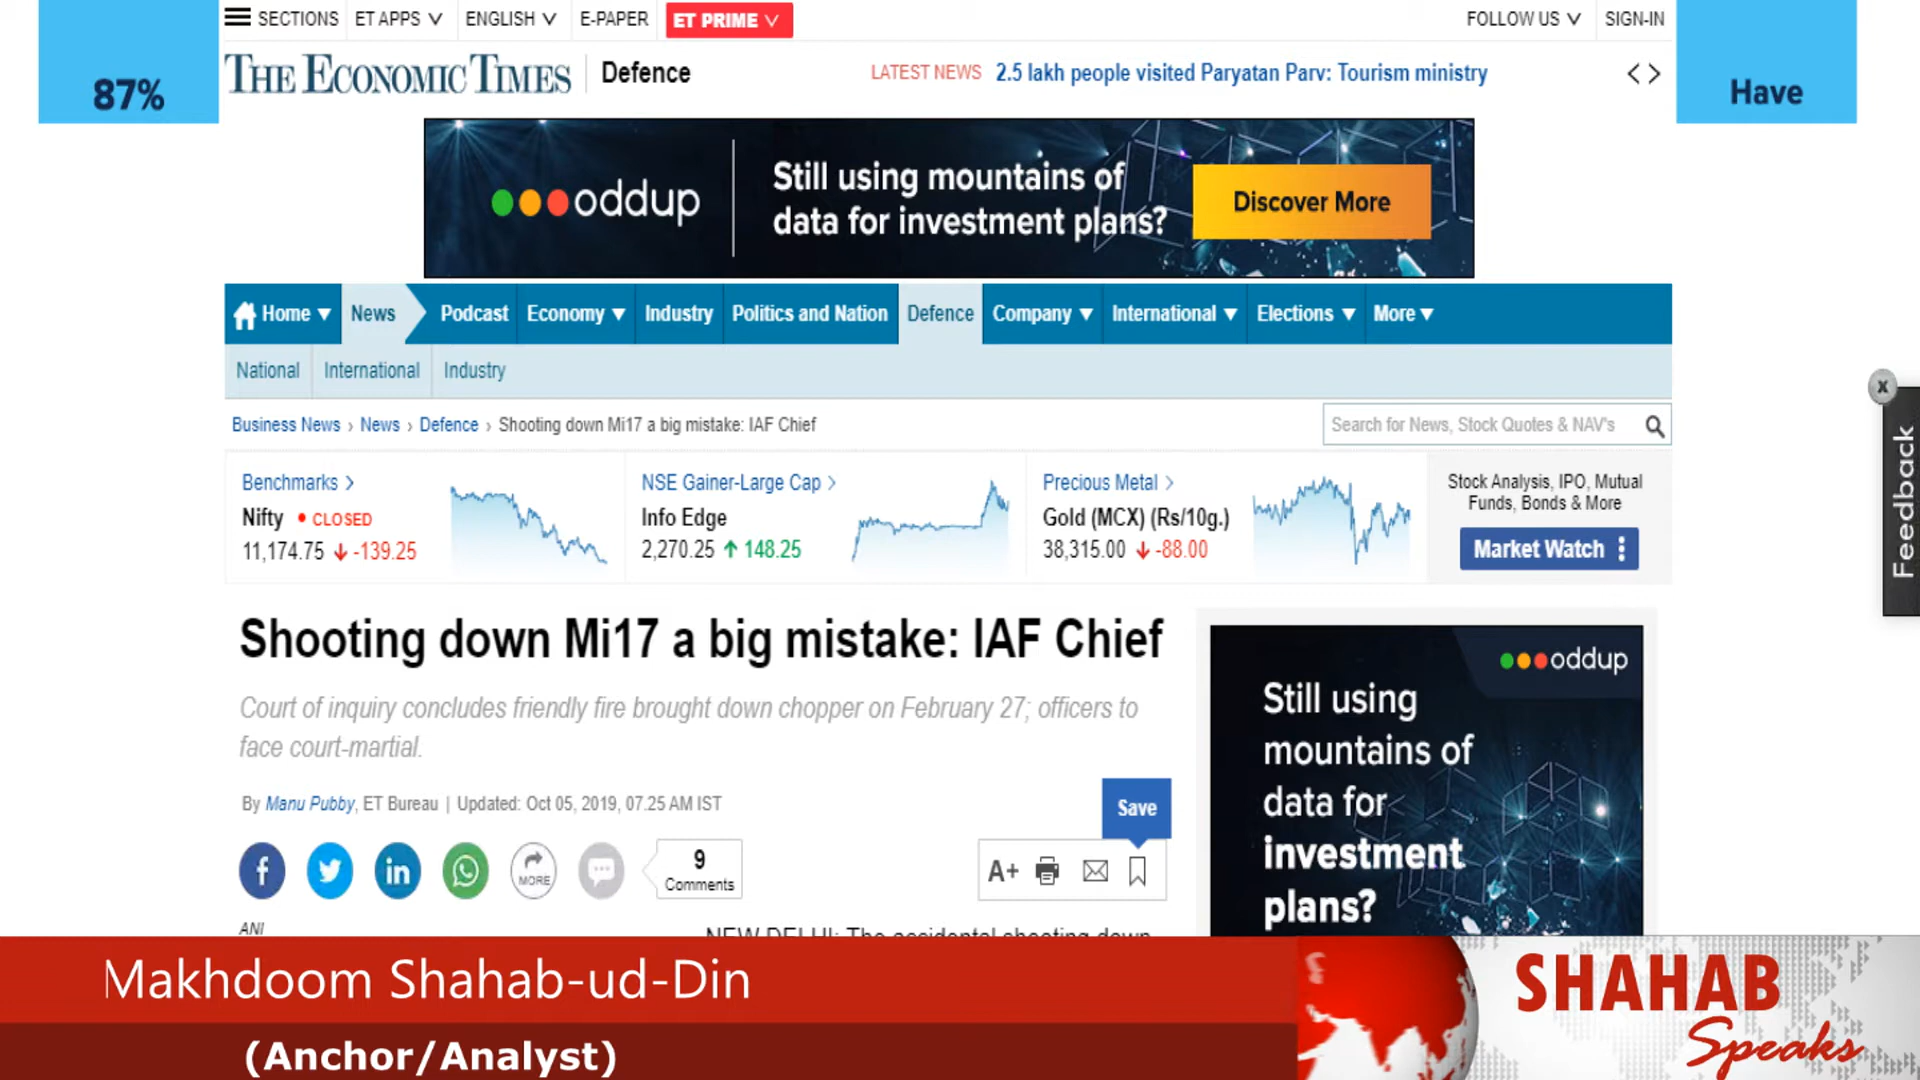 SECTIONS ET APPS ENGLISH E-PAPER ET PRIME FOLLOW US SIGN-IN
87%
THE ECONOMIC TIMES Defence LATEST NEWS 2.5 lakh people visited Paryatan Parv: Tourism ministry
Have
oddup
Still using mountains of
data for investment plans?
Discover More
Home News Podcast Economy Industry Politics and Nation Defence Company International Elections More
National International Industry
Business News › News › Defence › Shooting down Mi17 a big mistake: IAF Chief
Search for News, Stock Quotes & NAV's
Benchmarks >
Nifty • CLOSED
11,174.75 ↓ -139.25
NSE Gainer-Large Cap >
Info Edge
2,270.25 ↑ 148.25
Precious Metal >
Gold (MCX) (Rs/10g.)
38,315.00 ↓ -88.00
Stock Analysis, IPO, Mutual
Funds, Bonds & More
Market Watch
x
Feedback
Shooting down Mi17 a big mistake: IAF Chief
Court of inquiry concludes friendly fire brought down chopper on February 27; officers to
face court-martial.
By Manu Pubby, ET Bureau | Updated: Oct 05, 2019, 07.25 AM IST
Save
MORE
9
Comments
A+
oddup
Still using
mountains of
data for
investment
plans?
ANI
NEW DELHI: The accidental shooting down
Makhdoom Shahab-ud-Din
(Anchor/Analyst)
SHAHAB
Speaks